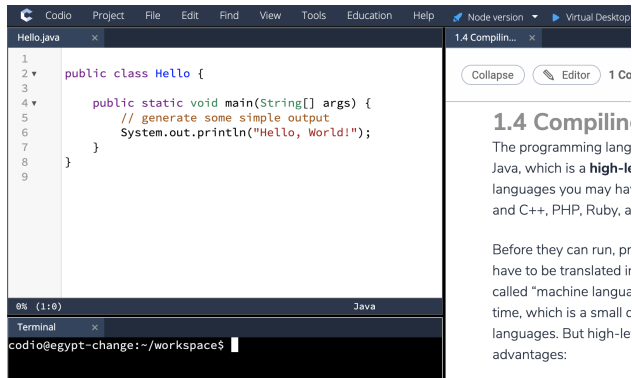 Codio Project File Edit Find View Tools Education Help Node version Virtual Desktop
Hello.java × 1.4 Compilin... ×
1
2 public class Hello {
3
4 public static void main(String[] args) {
5 // generate some simple output
6 System.out.println("Hello, World!");
7 }
8 }
9
0% (1:0) Java
Terminal ×
codio@egypt-change:~/workspace$
Collapse Editor 1 Co
1.4 Compilin
The programming lang
Java, which is a high-le
languages you may hav
and C++, PHP, Ruby, a
Before they can run, pr
have to be translated i
called “machine langua
time, which is a small
languages. But high-le
advantages: